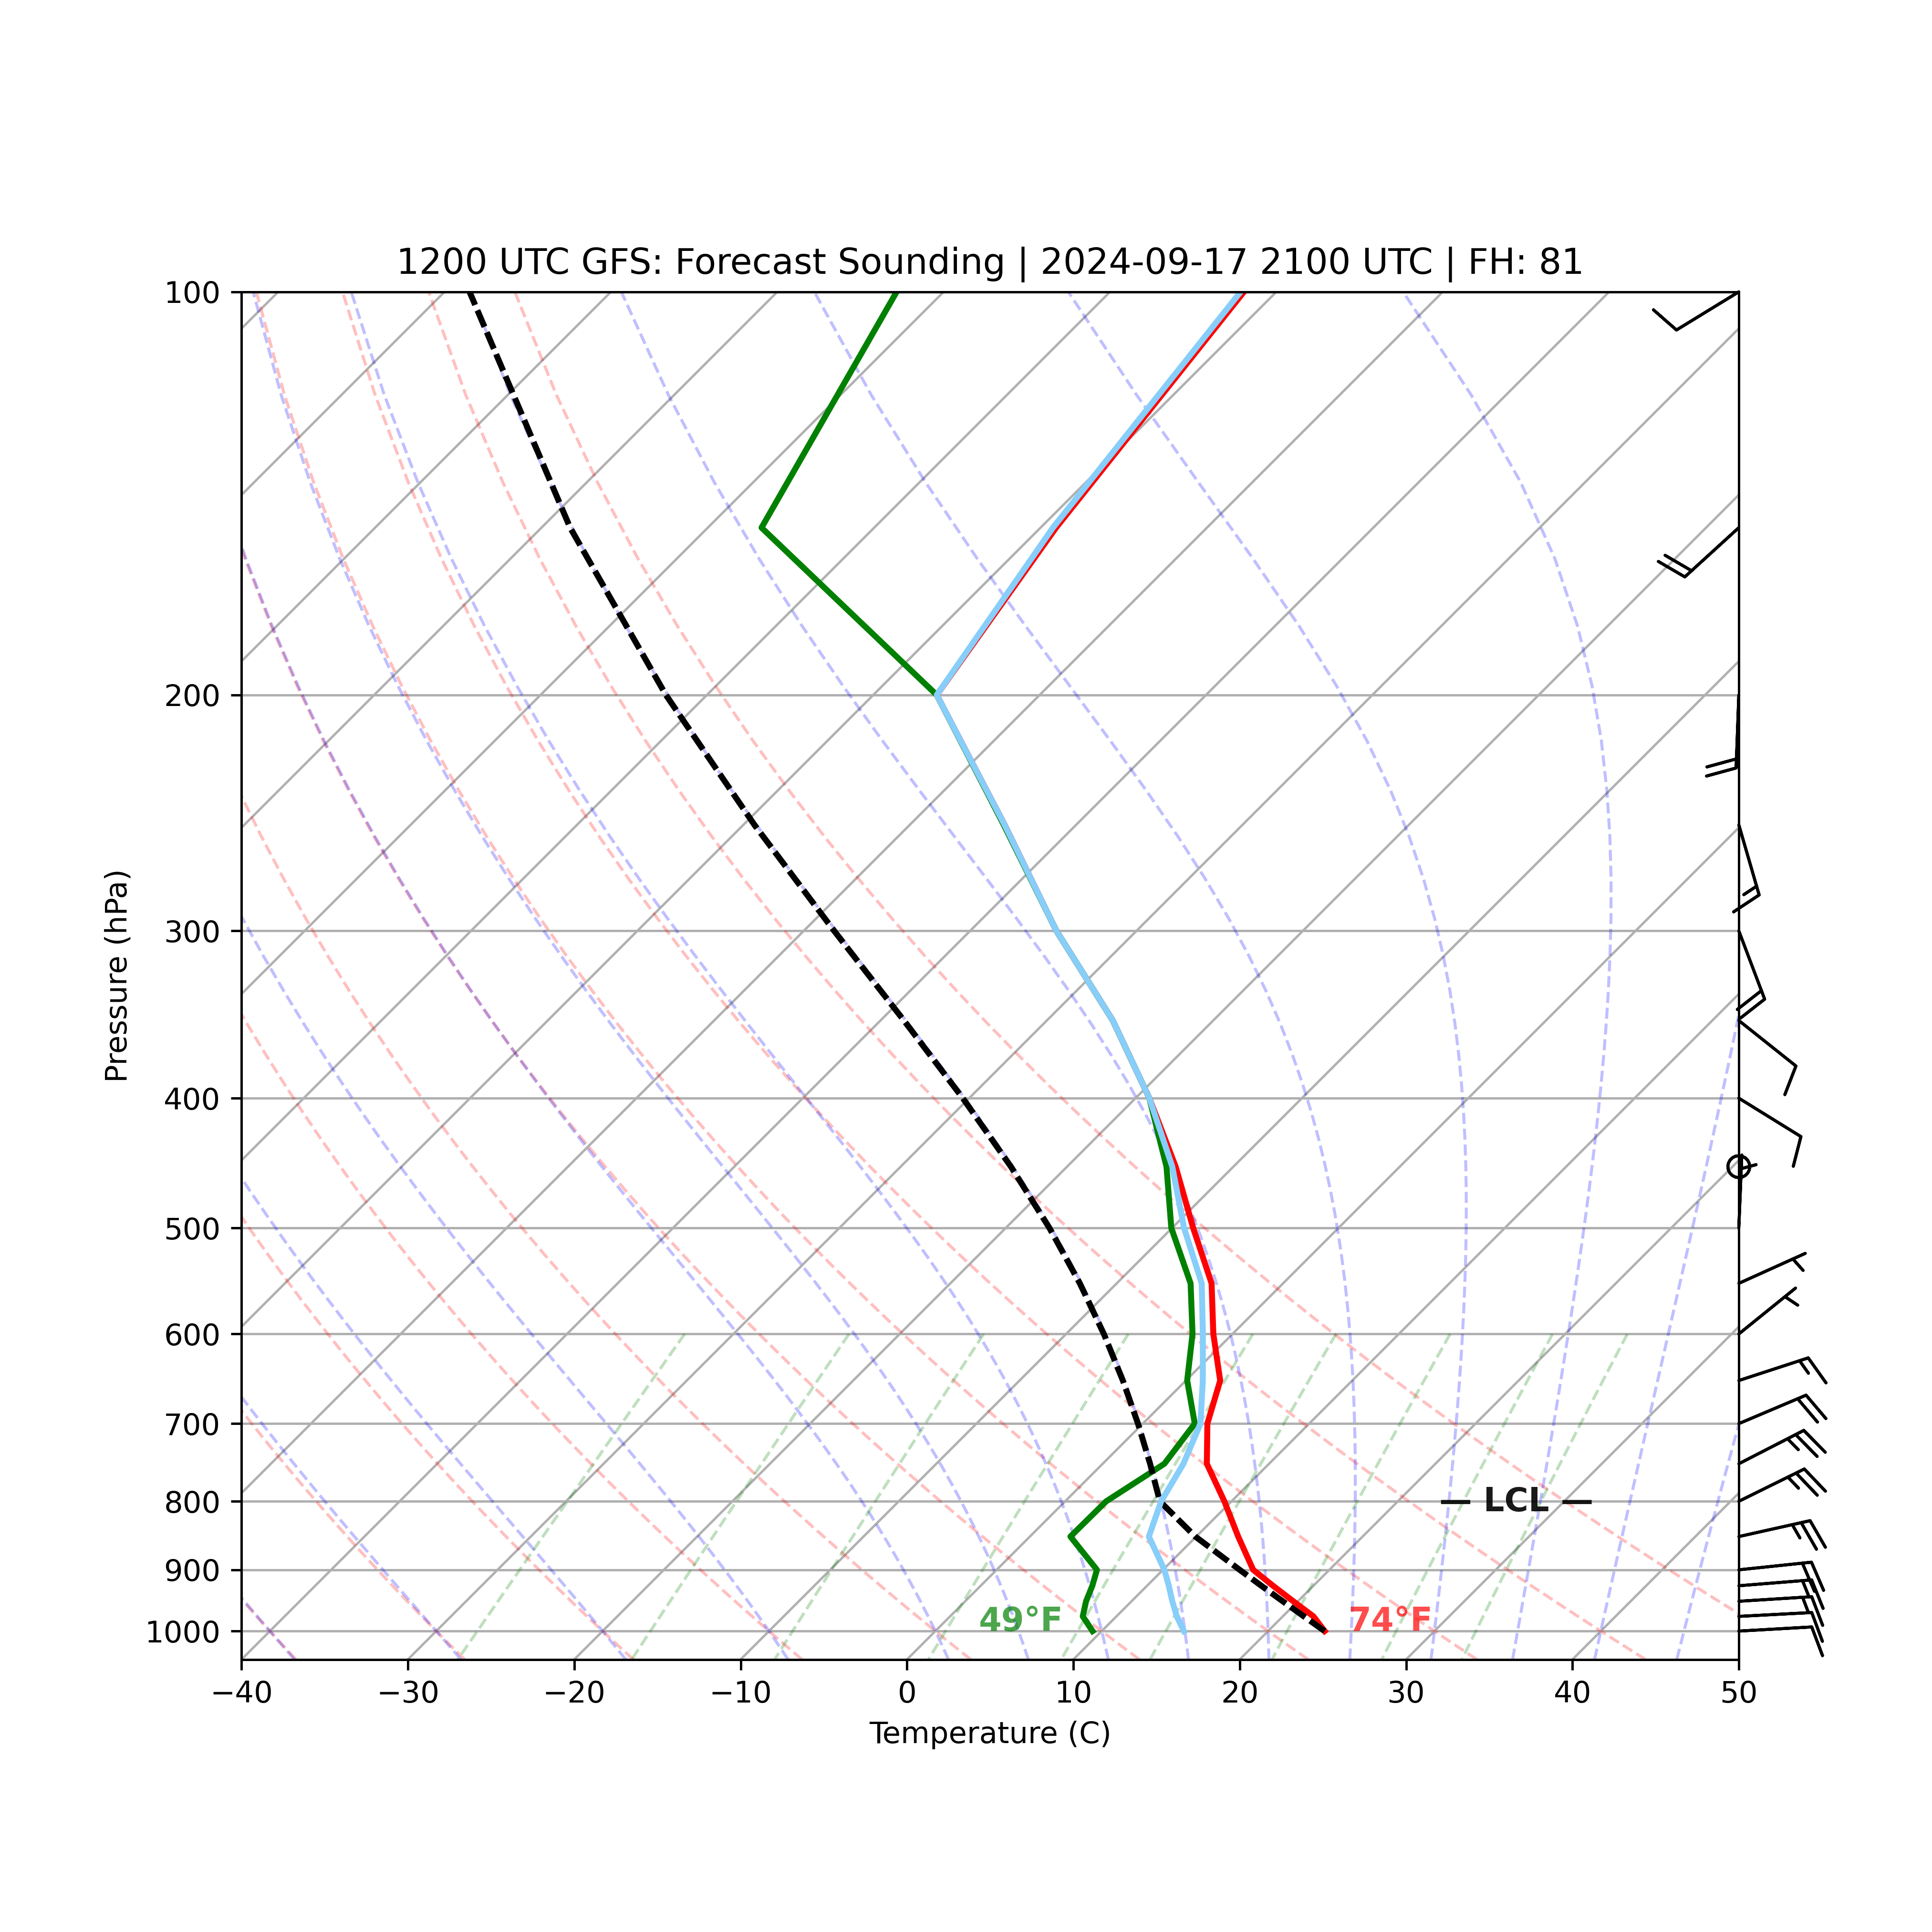 1200 UTC GFS: Forecast Sounding | 2024-09-17 2100 UTC | FH: 81
100
200
300
400
500
600
700
800
900
1000
Pressure (hPa)
LCL
49°F
74°F
−40 −30 −20 −10 0 10 20 30 40 50
Temperature (C)